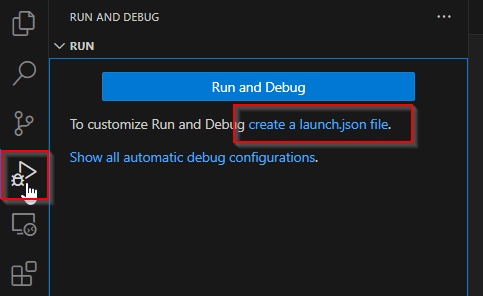 RUN AND DEBUG
RUN
Run and Debug
To customize Run and Debug create a launch.json file.
Show all automatic debug configurations.